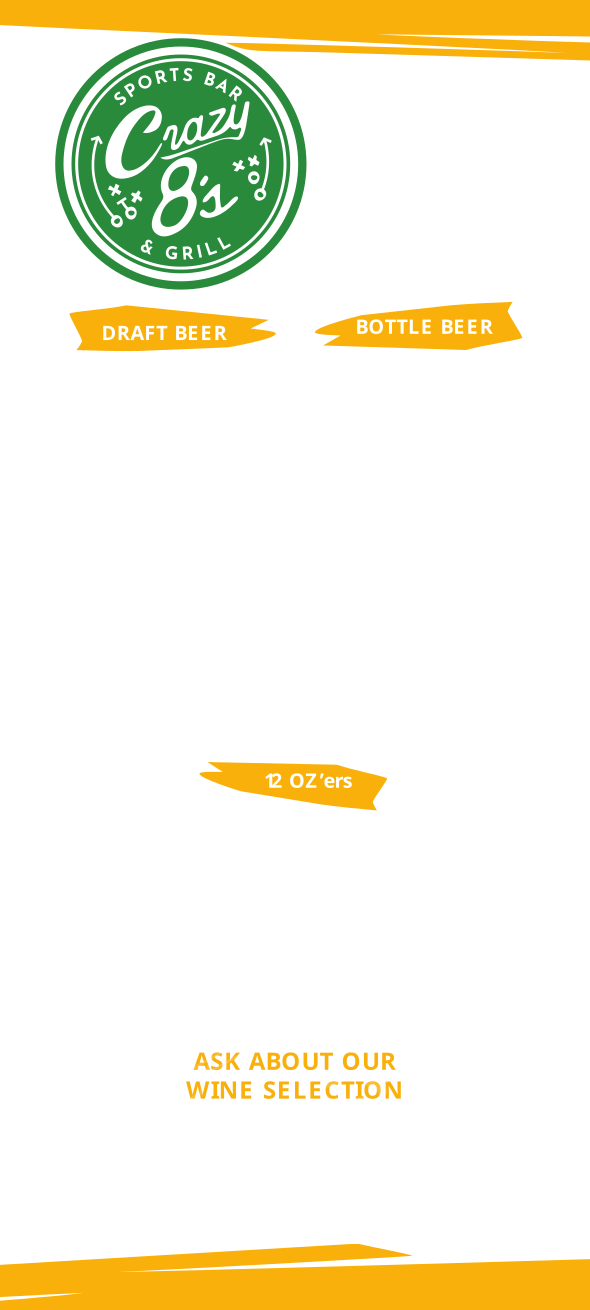 SPORTS BAR
Crazy
8's
& GRILL
DRAFT BEER
BOTTLE BEER
12 OZ'ers
ASK ABOUT OUR
WINE SELECTION